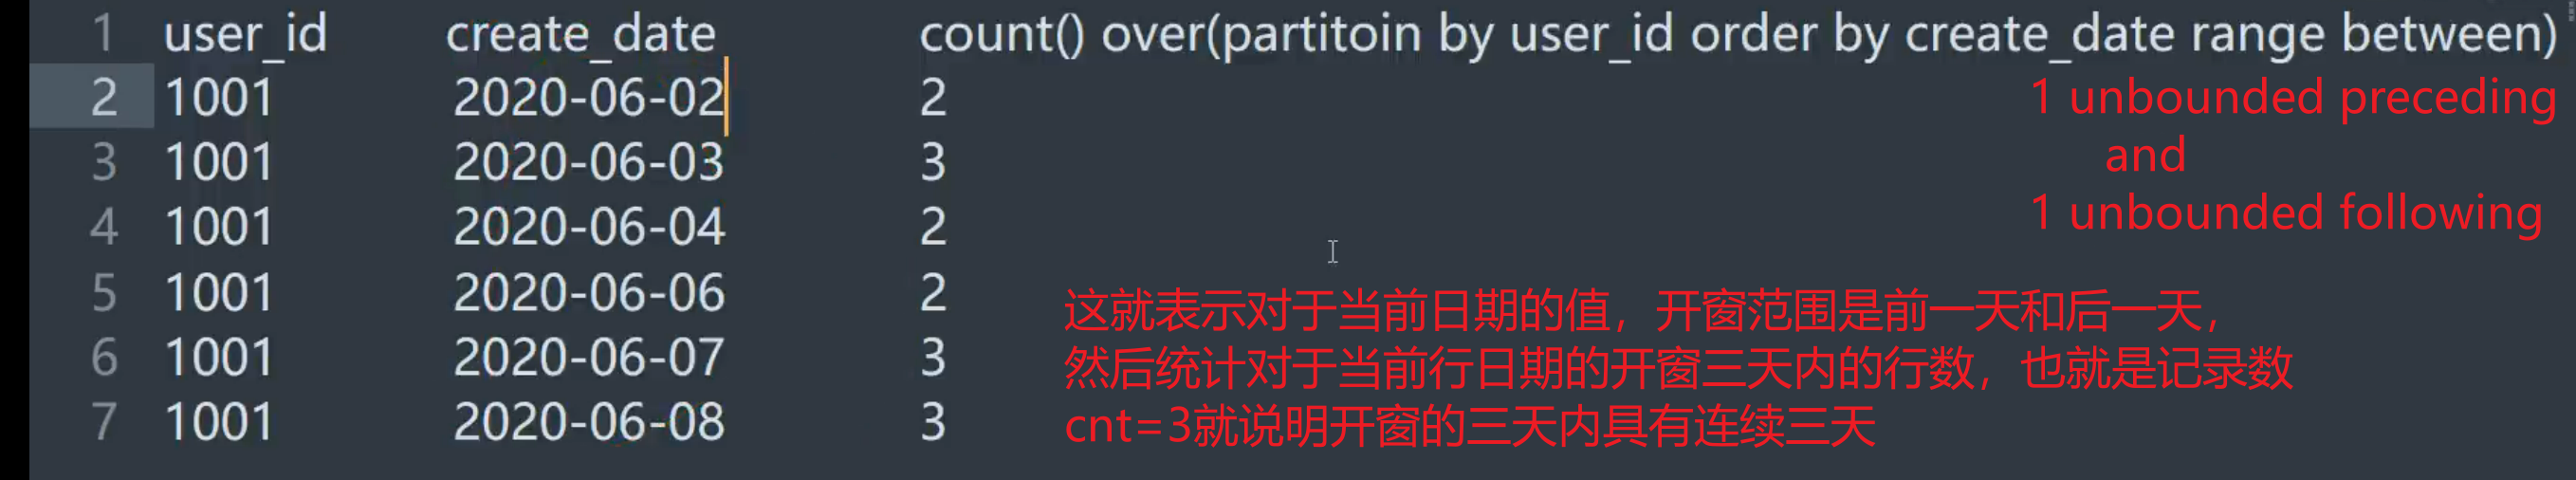 1 user_id create_date count() over(partitoin by user_id order by create_date range between)
2 1001 2020-06-02 2 1 unbounded preceding
3 1001 2020-06-03 3 and
4 1001 2020-06-04 2 1 unbounded following
5 1001 2020-06-06 2 这就表示对于当前日期的值，开窗范围是前一天和后一天，
6 1001 2020-06-07 3 然后统计对于当前行日期的开窗三天内的行数，也就是记录数
7 1001 2020-06-08 3 cnt=3就说明开窗的三天内具有连续三天